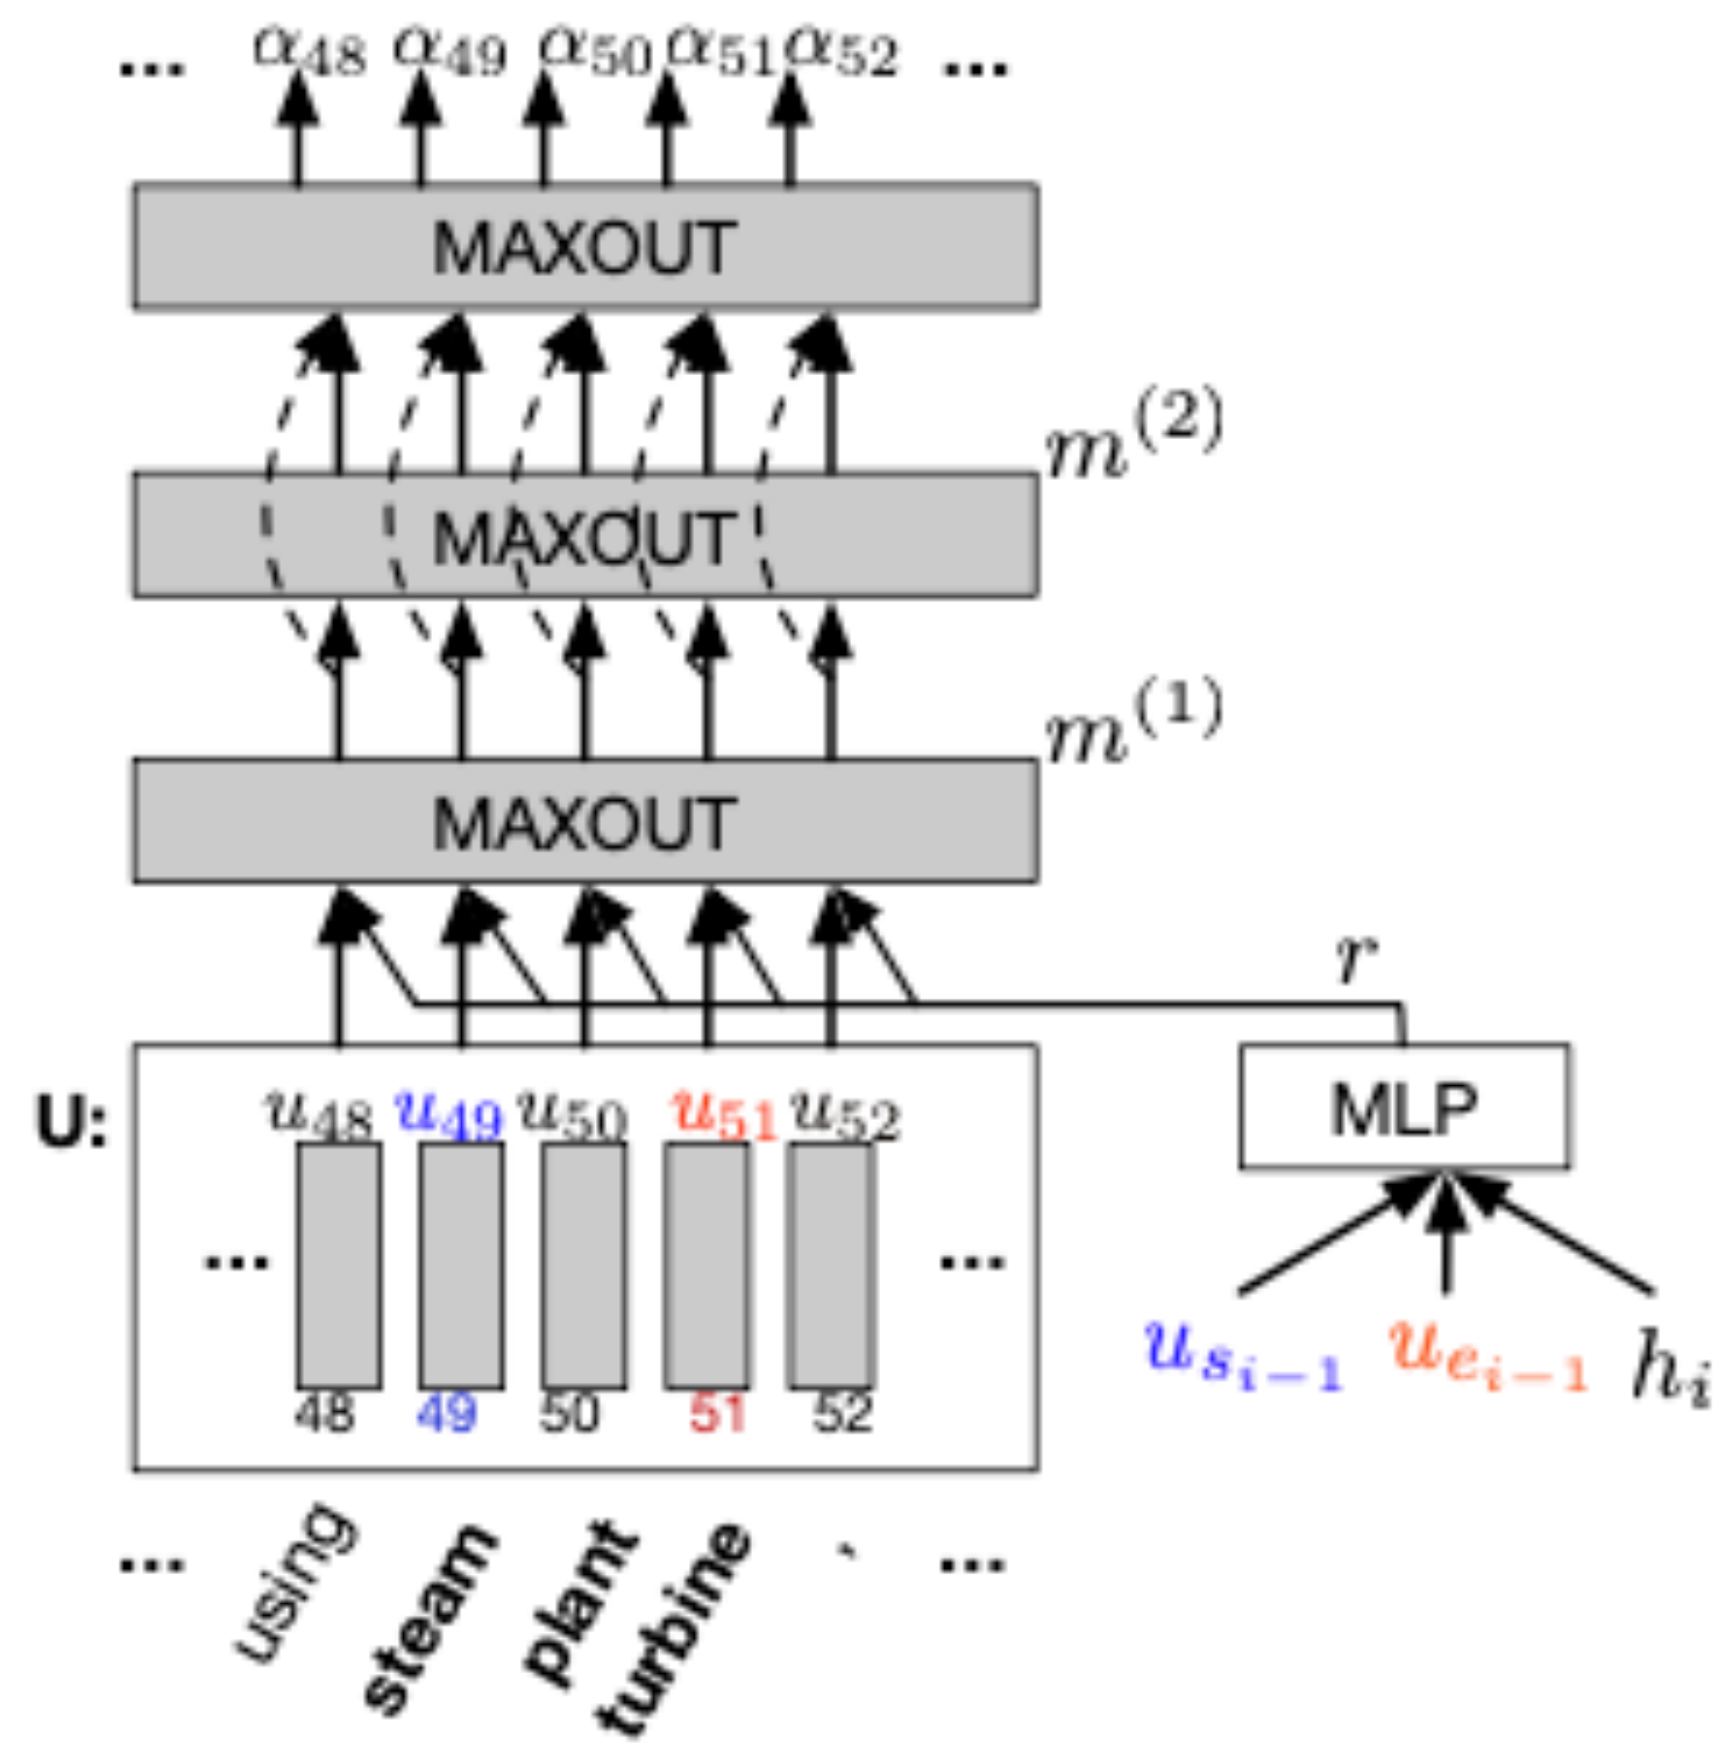 ... α48 α49 α50 α51 α52 ...
MAXOUT
m(2)
MAXOUT
m(1)
MAXOUT
r
U: u48 u49 u50 u51 u52
MLP
... ...
u_{s_{i-1}} u_{e_{i-1}} h_i
48 49 50 51 52
... using steam plant turbine , ...